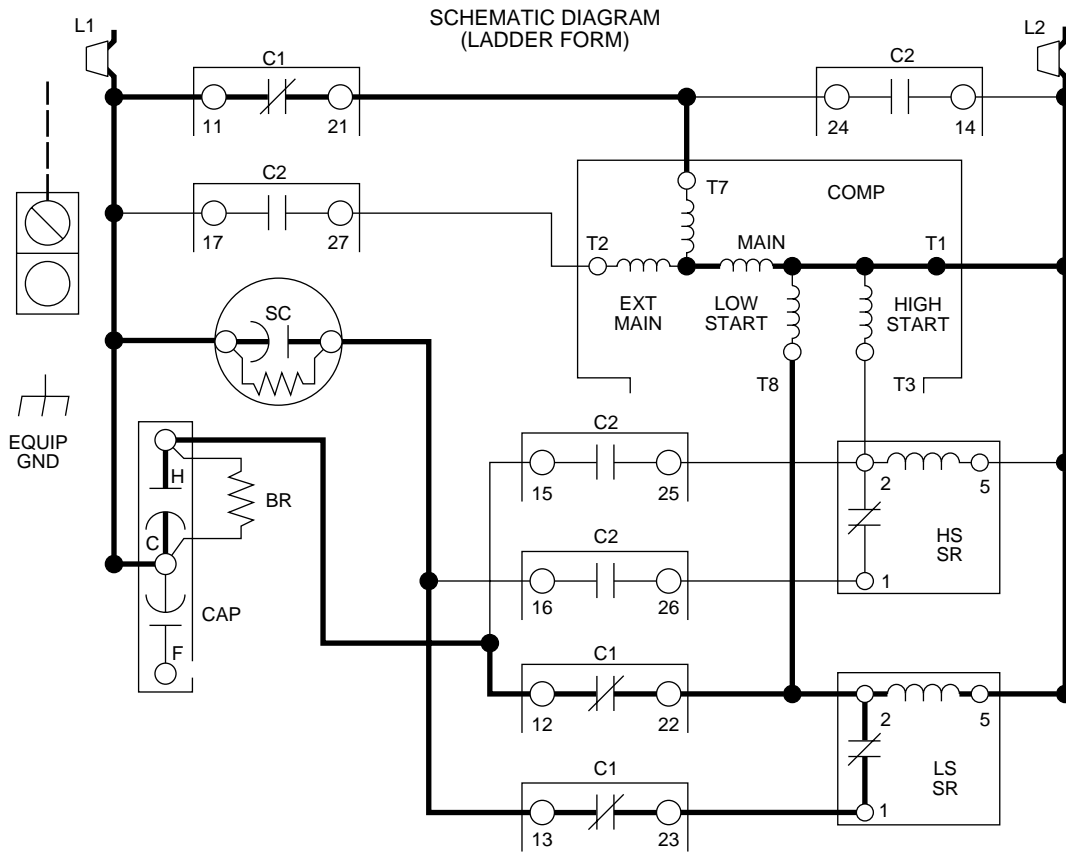 SCHEMATIC DIAGRAM
(LADDER FORM)
L1
L2
C1
11
21
C2
24
14
C2
17
27
T7
COMP
T2
MAIN
T1
EXT
MAIN
LOW
START
HIGH
START
T8
T3
SC
EQUIP
GND
H
BR
C
CAP
F
C2
15
25
2
5
HS
SR
1
C2
16
26
C1
12
22
2
5
LS
SR
1
C1
13
23